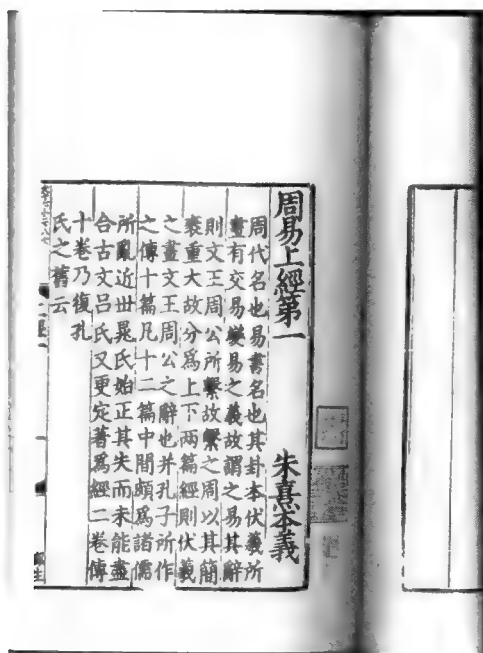 周易上經第一 朱熹本義
周代名也易書名也其卦本伏羲所
畫有交易變易之義故謂之易其辭
則文王周公所繫故繫之周以其簡
袠重大故分爲上下兩篇經則伏羲
之畫文王周公之辭也并孔子所作
之傳十篇凡十二篇中間頗爲諸儒
所亂近世晁氏始正其失而未能盡
合古文吕氏又更定著爲經二卷傳
十卷乃復孔
氏之舊云